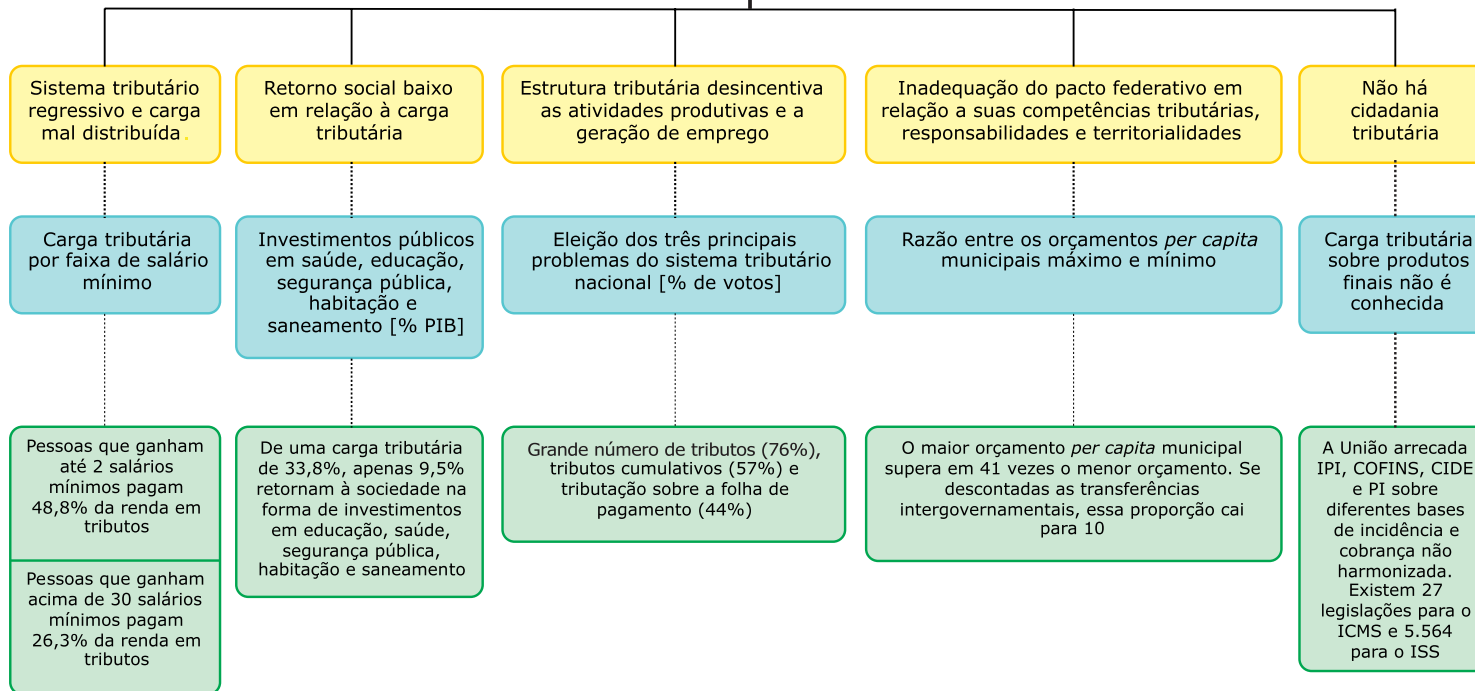 Sistema tributário
regressivo e carga
mal distribuída
Retorno social baixo
em relação à carga
tributária
Estrutura tributária desincentiva
as atividades produtivas e a
geração de emprego
Inadequação do pacto federativo em
relação a suas competências tributárias,
responsabilidades e territorialidades
Não há
cidadania
tributária
Carga tributária
por faixa de salário
mínimo
Investimentos públicos
em saúde, educação,
segurança pública,
habitação e
saneamento [% PIB]
Eleição dos três principais
problemas do sistema tributário
nacional [% de votos]
Razão entre os orçamentos per capita
municipais máximo e mínimo
Carga tributária
sobre produtos
finais não é
conhecida
Pessoas que ganham
até 2 salários
mínimos pagam
48,8% da renda em
tributos
Pessoas que ganham
acima de 30 salários
mínimos pagam
26,3% da renda em
tributos
De uma carga tributária
de 33,8%, apenas 9,5%
retornam à sociedade na
forma de investimentos
em educação, saúde,
segurança pública,
habitação e saneamento
Grande número de tributos (76%),
tributos cumulativos (57%) e
tributação sobre a folha de
pagamento (44%)
O maior orçamento per capita municipal
supera em 41 vezes o menor orçamento. Se
descontadas as transferências
intergovernamentais, essa proporção cai
para 10
A União arrecada
IPI, COFINS, CIDE
e PI sobre
diferentes bases
de incidência e
cobrança não
harmonizada.
Existem 27
legislações para o
ICMS e 5.564
para o ISS